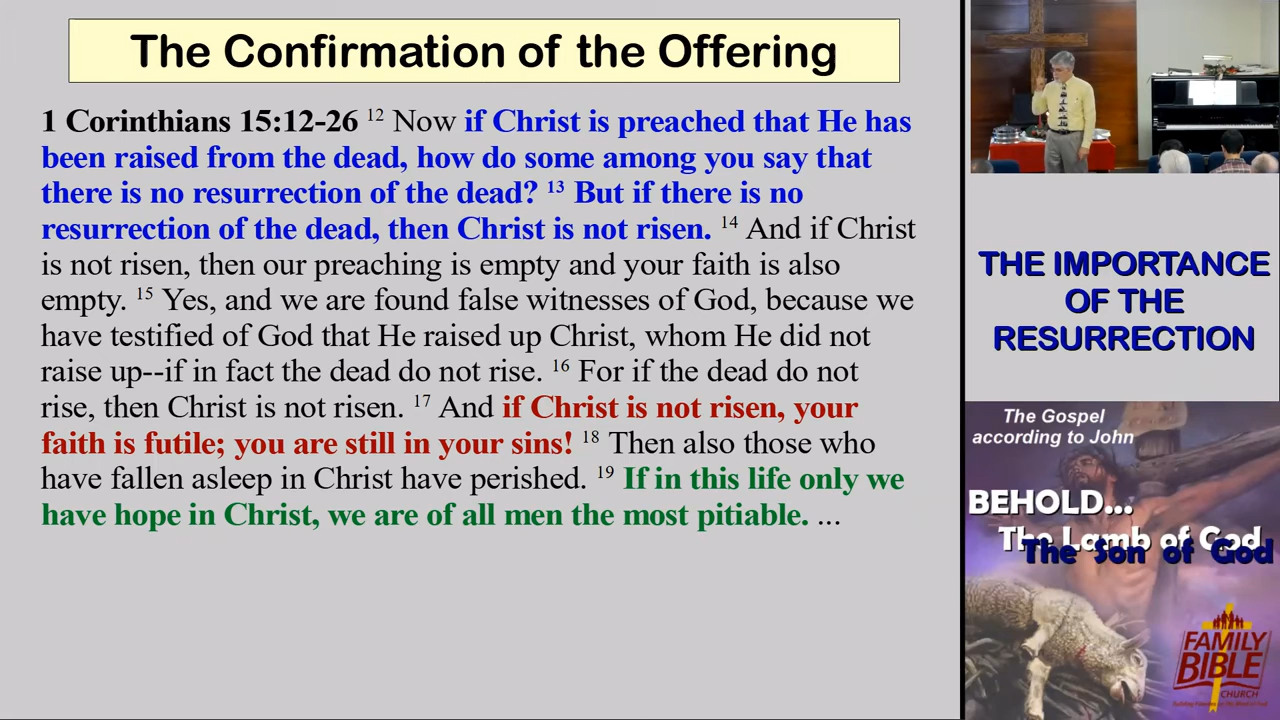 The Confirmation of the Offering
1 Corinthians 15:12-26 12 Now if Christ is preached that He has
been raised from the dead, how do some among you say that
there is no resurrection of the dead? 13 But if there is no
resurrection of the dead, then Christ is not risen. 14 And if Christ
is not risen, then our preaching is empty and your faith is also
empty. 15 Yes, and we are found false witnesses of God, because we
have testified of God that He raised up Christ, whom He did not
raise up--if in fact the dead do not rise. 16 For if the dead do not
rise, then Christ is not risen. 17 And if Christ is not risen, your
faith is futile; you are still in your sins! 18 Then also those who
have fallen asleep in Christ have perished. 19 If in this life only we
have hope in Christ, we are of all men the most pitiable. ...
THE IMPORTANCE
OF THE
RESURRECTION
The Gospel
according to John
BEHOLD...
The Lamb of God
The Son of God
FAMILY
BIBLE
CHURCH